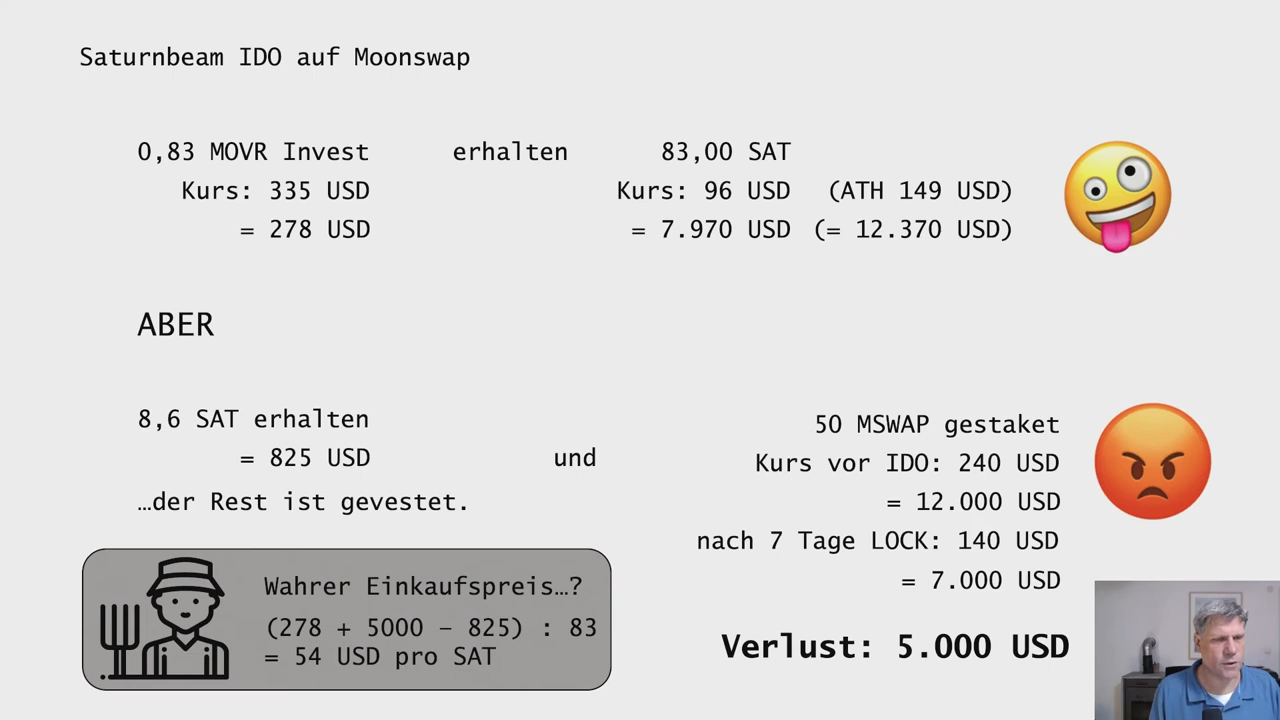 Saturnbeam IDO auf Moonswap
0,83 MOVR Invest erhalten 83,00 SAT
Kurs: 335 USD Kurs: 96 USD (ATH 149 USD)
= 278 USD = 7.970 USD (= 12.370 USD)
ABER
8,6 SAT erhalten
= 825 USD und
…der Rest ist gevestet.
50 MSWAP gestaket
Kurs vor IDO: 240 USD
= 12.000 USD
nach 7 Tage LOCK: 140 USD
= 7.000 USD
Verlust: 5.000 USD
Wahrer Einkaufspreis…?
(278 + 5000 – 825) : 83
= 54 USD pro SAT